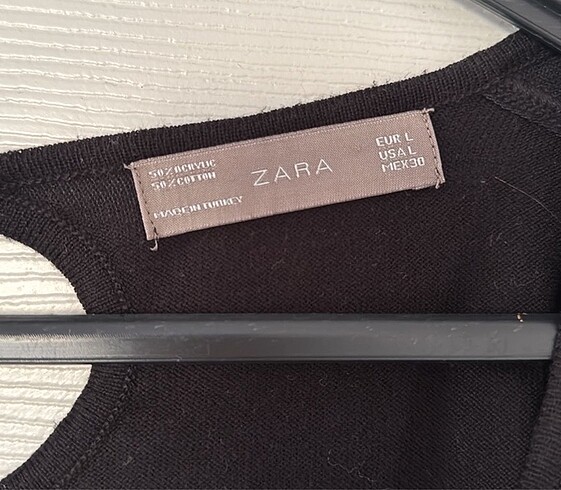 50% ACRYLIC
50% COTTON
MADE IN TURKEY
ZARA
EUR L
USA L
MEX 30